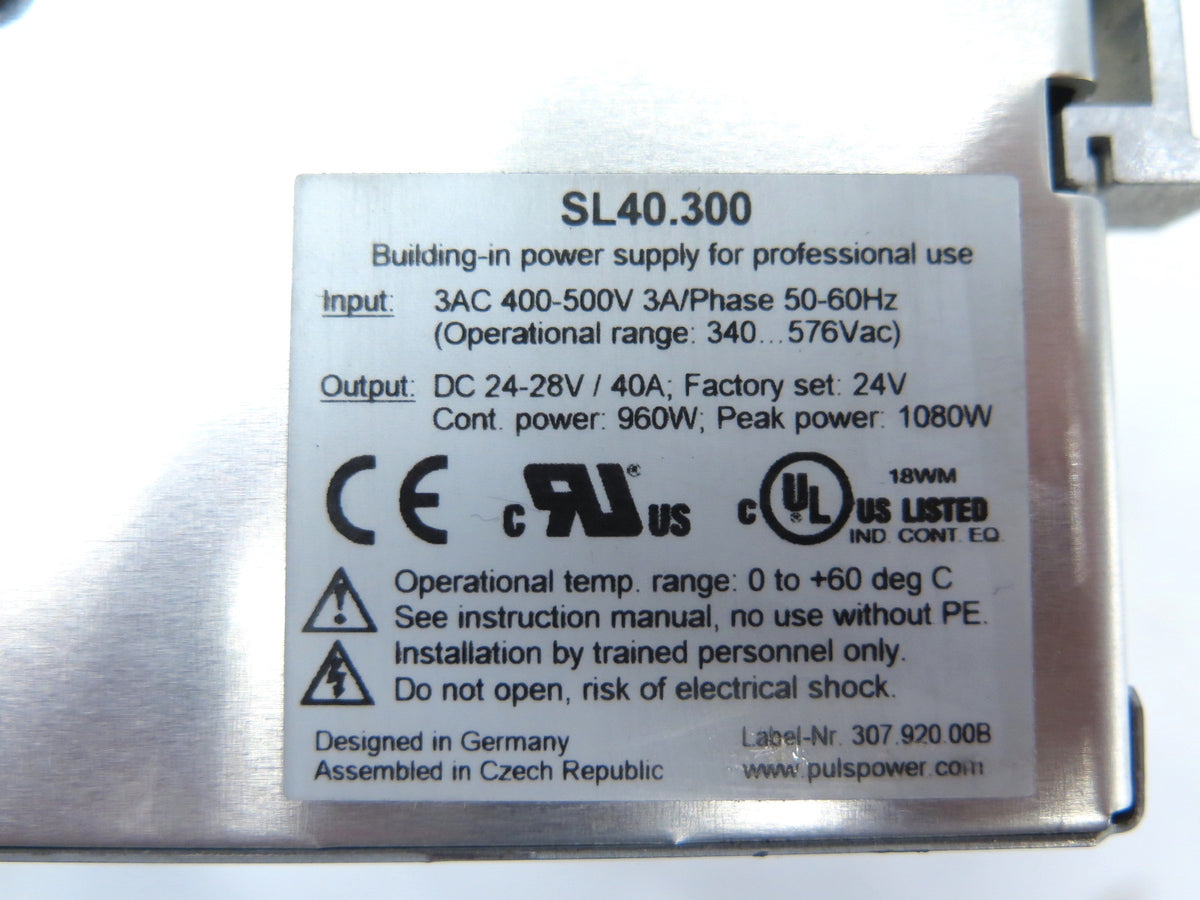 SL40.300
Building-in power supply for professional use
Input: 3AC 400-500V 3A/Phase 50-60Hz
(Operational range: 340...576Vac)
Output: DC 24-28V / 40A; Factory set: 24V
Cont. power: 960W; Peak power: 1080W
CE c RU ® US c UL ® US LISTED 18WM
IND. CONT. EQ.
Operational temp. range: 0 to +60 deg C
See instruction manual, no use without PE.
Installation by trained personnel only.
Do not open, risk of electrical shock.
Designed in Germany Label-Nr. 307.920.00B
Assembled in Czech Republic www.pulspower.com